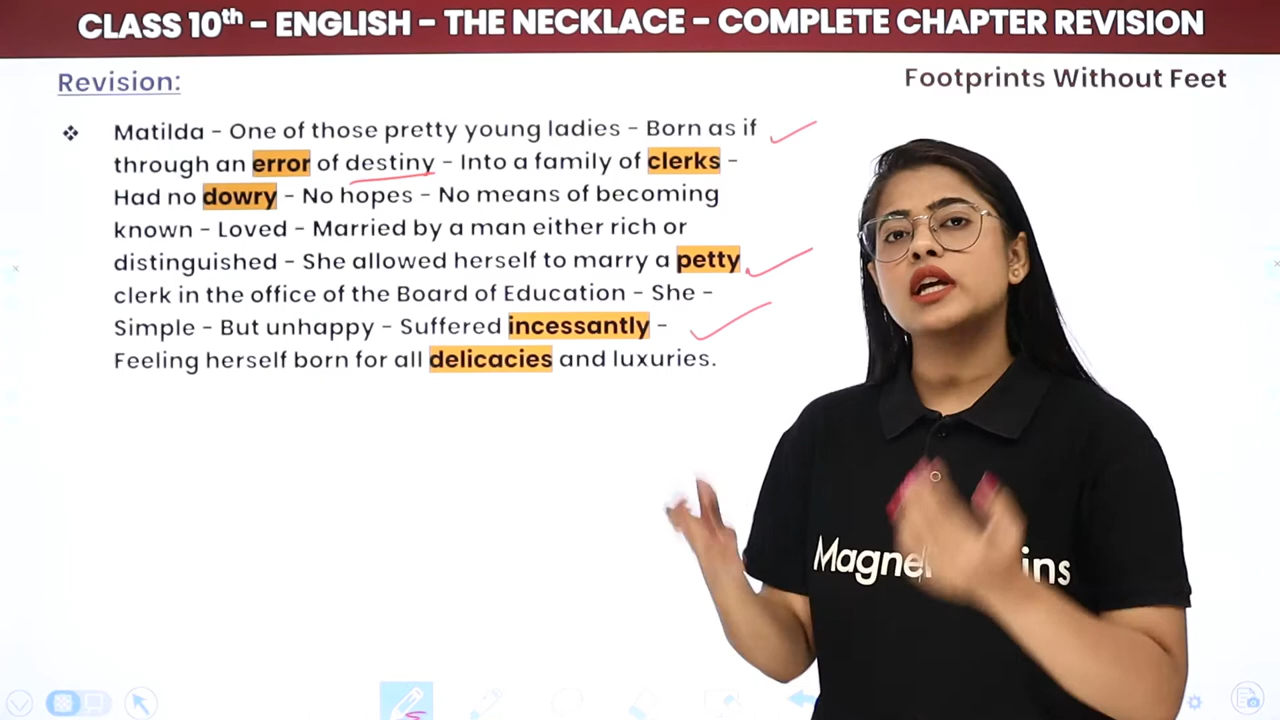 CLASS 10th – ENGLISH – THE NECKLACE – COMPLETE CHAPTER REVISION
Revision:
Footprints Without Feet
❖ Matilda – One of those pretty young ladies – Born as if
through an error of destiny – Into a family of clerks –
Had no dowry – No hopes – No means of becoming
known – Loved – Married by a man either rich or
distinguished – She allowed herself to marry a petty
clerk in the office of the Board of Education – She –
Simple – But unhappy – Suffered incessantly –
Feeling herself born for all delicacies and luxuries.